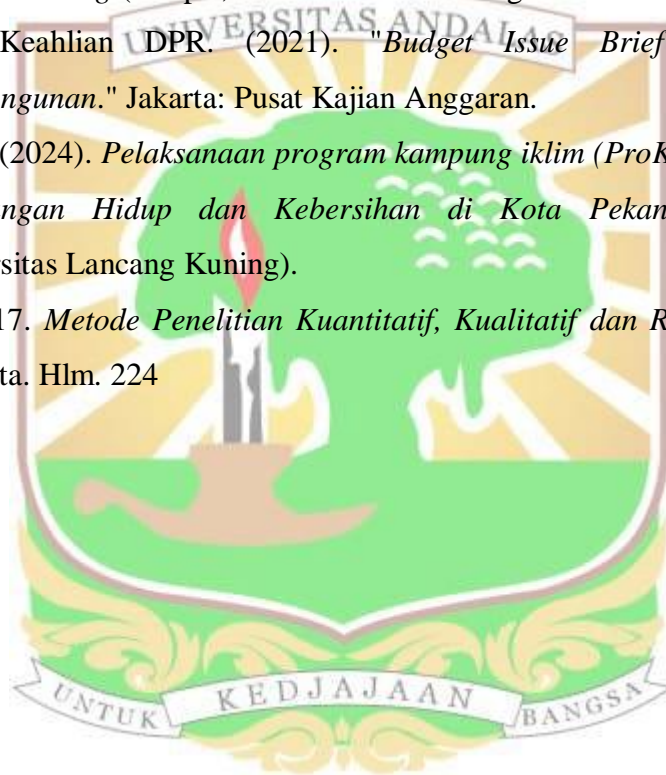 UNIVERSITAS ANDALAS
Keahlian DPR. (2021). "Budget Issue Brief
ngunan." Jakarta: Pusat Kajian Anggaran.
(2024). Pelaksanaan program kampung iklim (ProK
ngan Hidup dan Kebersihan di Kota Pekan
rsitas Lancang Kuning).
17. Metode Penelitian Kuantitatif, Kualitatif dan R
ta. Hlm. 224
UNTUK KEDJAJAAN BANGSA